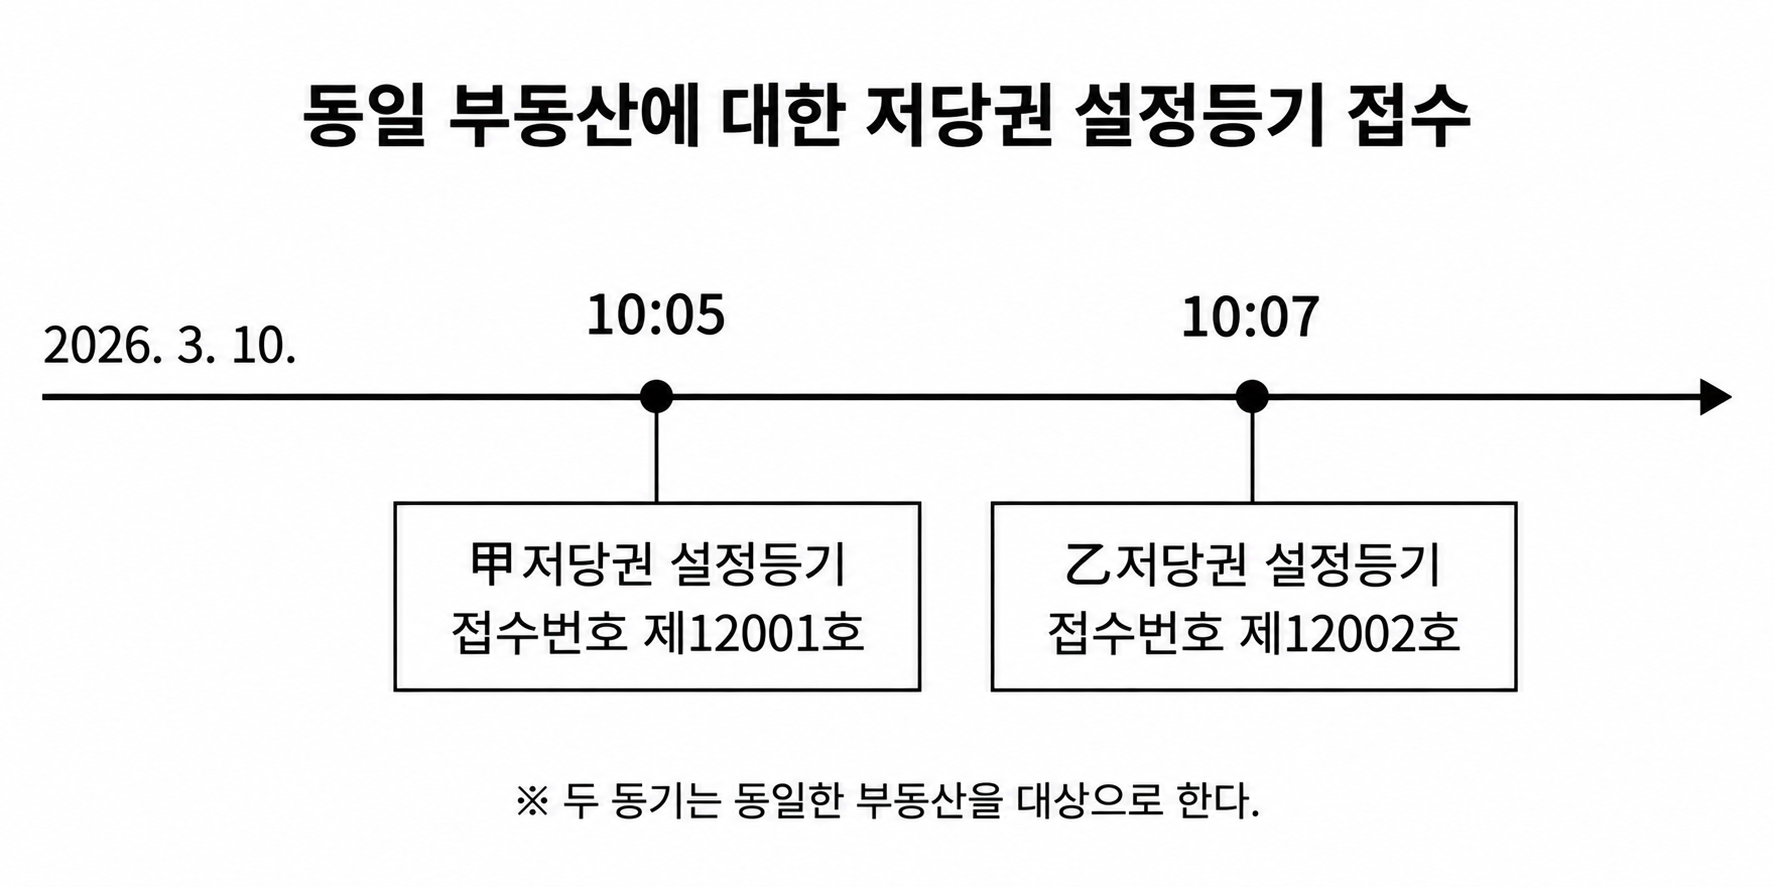 동일 부동산에 대한 저당권 설정등기 접수
2026. 3. 10.
10:05
10:07
甲저당권 설정등기
접수번호 제12001호
乙저당권 설정등기
접수번호 제12002호
※ 두 동기는 동일한 부동산을 대상으로 한다.